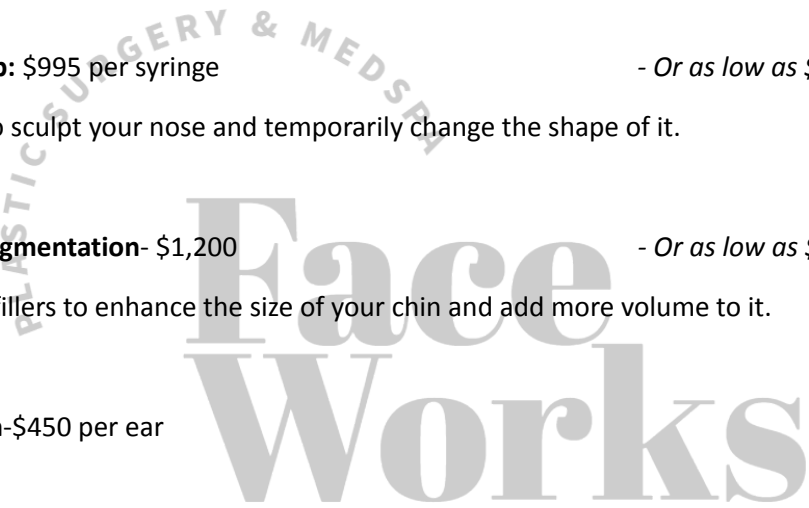 PLASTIC SURGERY & MEDSPA
Face
Works
: $995 per syringe - Or as low as $
sculpt your nose and temporarily change the shape of it.
gmentation- $1,200 - Or as low as $
fillers to enhance the size of your chin and add more volume to it.
-$450 per ear